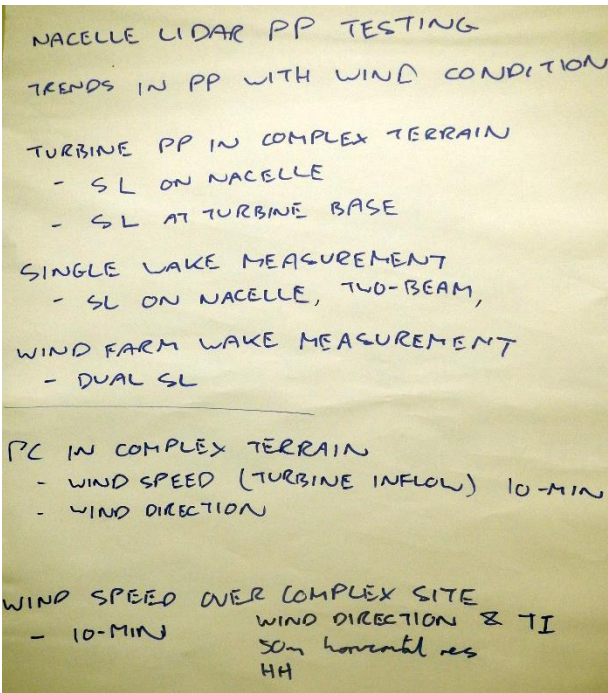 NACELLE LIDAR PP TESTING
TRENDS IN PP WITH WIND CONDITION
TURBINE PP IN COMPLEX TERRAIN
- SL ON NACELLE
- SL AT TURBINE BASE
SINGLE WAKE MEASUREMENT
- SL ON NACELLE, TWO-BEAM,
WIND FARM WAKE MEASUREMENT
- DUAL SL
PC IN COMPLEX TERRAIN
- WIND SPEED (TURBINE INFLOW) 10-MIN
- WIND DIRECTION
WIND SPEED OVER COMPLEX SITE
- 10-MIN WIND DIRECTION & TI
50m horizontal res
HH